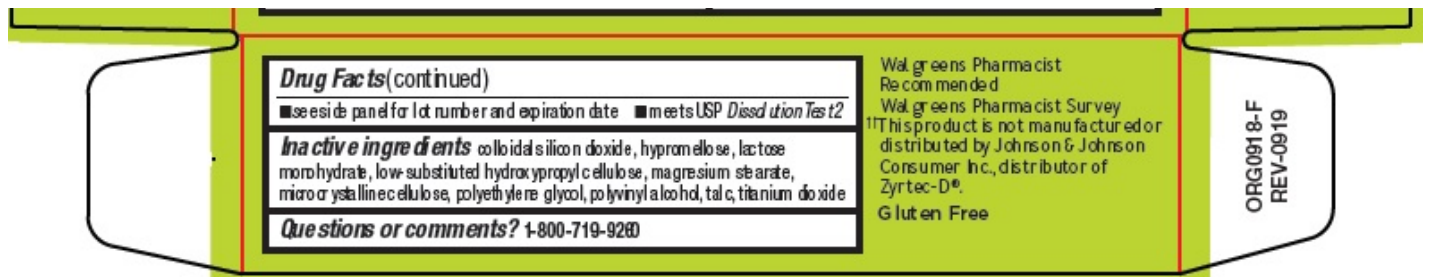 Drug Facts (continued)
■ see side panel for lot number and expiration date ■ meets USP Dissolution Test 2
Inactive ingredients colloidal silicon dioxide, hypromellose, lactose
monohydrate, low-substituted hydroxypropyl cellulose, magnesium stearate,
microcrystalline cellulose, polyethylene glycol, polyvinyl alcohol, talc, titanium dioxide
Questions or comments? 1-800-719-9260
Walgreens Pharmacist
Recommended
Walgreens Pharmacist Survey
††This product is not manufactured or
distributed by Johnson & Johnson
Consumer Inc., distributor of
Zyrtec-D®.
Gluten Free
ORG0918-F
REV-0919